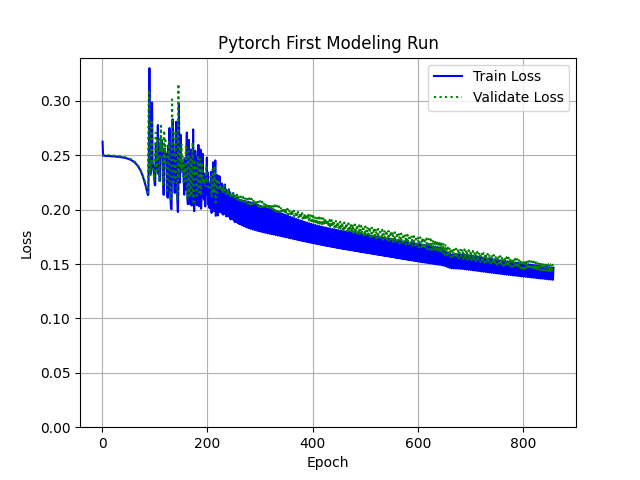 Pytorch First Modeling Run
Train Loss
Validate Loss
0.30
0.25
0.20
0.15
0.10
0.05
0.00
Loss
0 200 400 600 800
Epoch